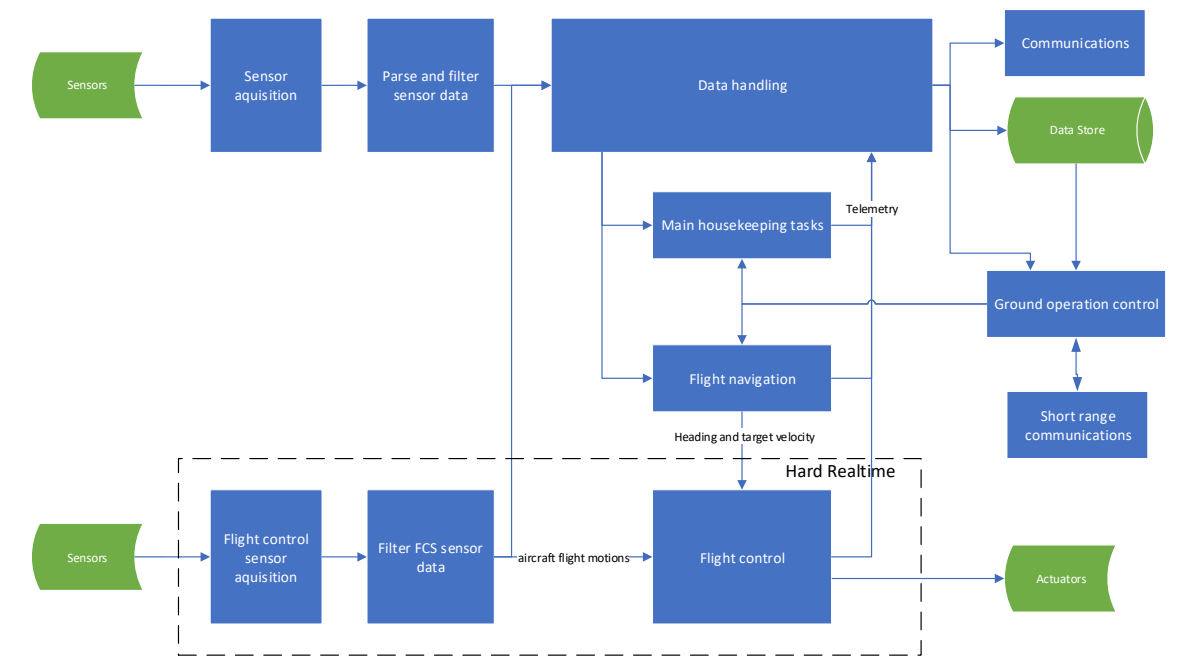 Sensors
Sensor
aquisition
Parse and filter
sensor data
Data handling
Communications
Data Store
Main housekeeping tasks
Telemetry
Ground operation control
Flight navigation
Short range
communications
Heading and target velocity
Hard Realtime
Sensors
Flight control
sensor
aquisition
Filter FCS sensor
data
aircraft flight motions
Flight control
Actuators